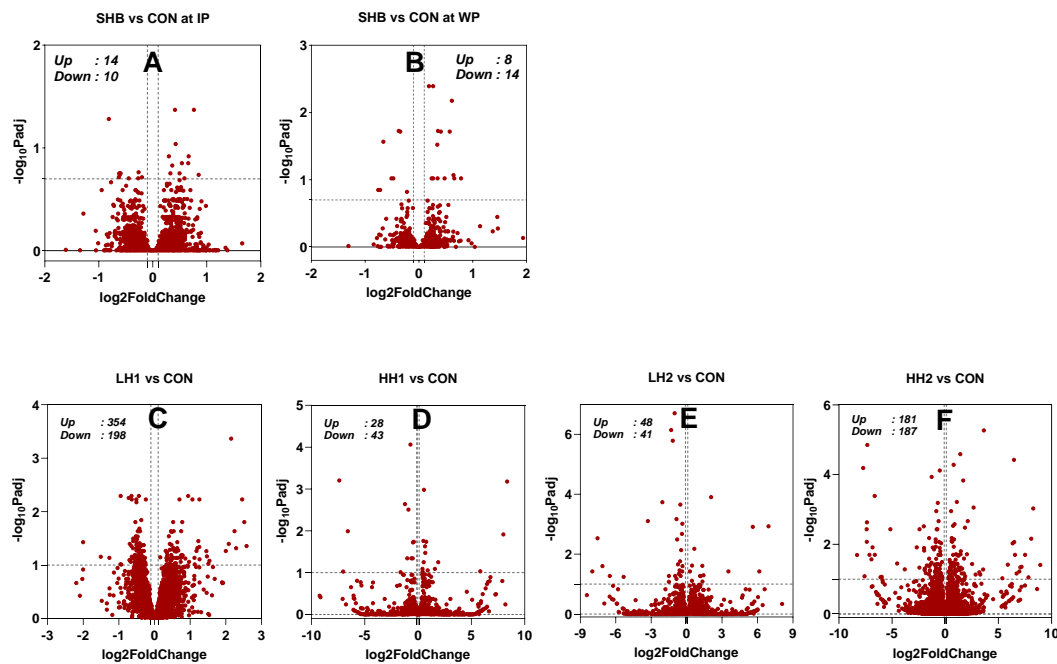 SHB vs CON at IP
Up : 14
Down : 10
A
2
1
0
-log10Padj
-2 -1 0 1 2
log2FoldChange
SHB vs CON at WP
Up : 8
Down : 14
B
3
2
1
0
-log10Padj
-2 -1 0 1 2
log2FoldChange
LH1 vs CON
Up : 354
Down : 198
C
4
3
2
1
0
-log10Padj
-3 -2 -1 0 1 2 3
log2FoldChange
HH1 vs CON
Up : 28
Down : 43
D
5
4
3
2
1
0
-log10Padj
-10 -5 0 5 10
log2FoldChange
LH2 vs CON
Up : 48
Down : 41
E
6
4
2
0
-log10Padj
-9 -6 -3 0 3 6 9
log2FoldChange
HH2 vs CON
Up : 181
Down : 187
F
6
4
2
0
-log10Padj
-10 -5 0 5 10
log2FoldChange